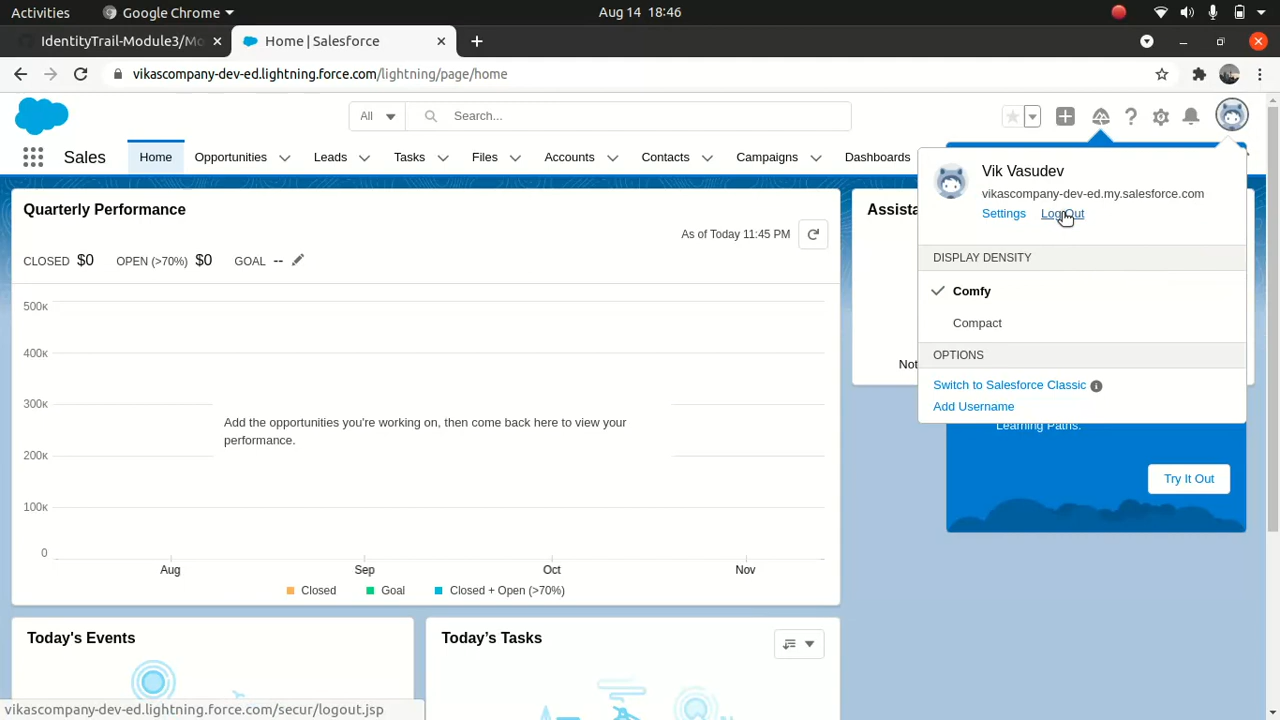 Activities
Google Chrome
Aug 14 18:46
IdentityTrail-Module3/Mo
Home | Salesforce
vikascompany-dev-ed.lightning.force.com/lightning/page/home
All
Search...
Sales
Home
Opportunities
Leads
Tasks
Files
Accounts
Contacts
Campaigns
Dashboards
Vik Vasudev
vikascompany-dev-ed.my.salesforce.com
Settings
Log Out
DISPLAY DENSITY
Comfy
Compact
OPTIONS
Switch to Salesforce Classic
Add Username
Quarterly Performance
As of Today 11:45 PM
CLOSED $0 OPEN (>70%) $0 GOAL --
500K
400K
300K
200K
100K
0
Add the opportunities you're working on, then come back here to view your
performance.
Aug Sep Oct Nov
Closed Goal Closed + Open (>70%)
Assista
Not
Learning Paths.
Try It Out
Today's Events
Today's Tasks
vikascompany-dev-ed.lightning.force.com/secur/logout.jsp